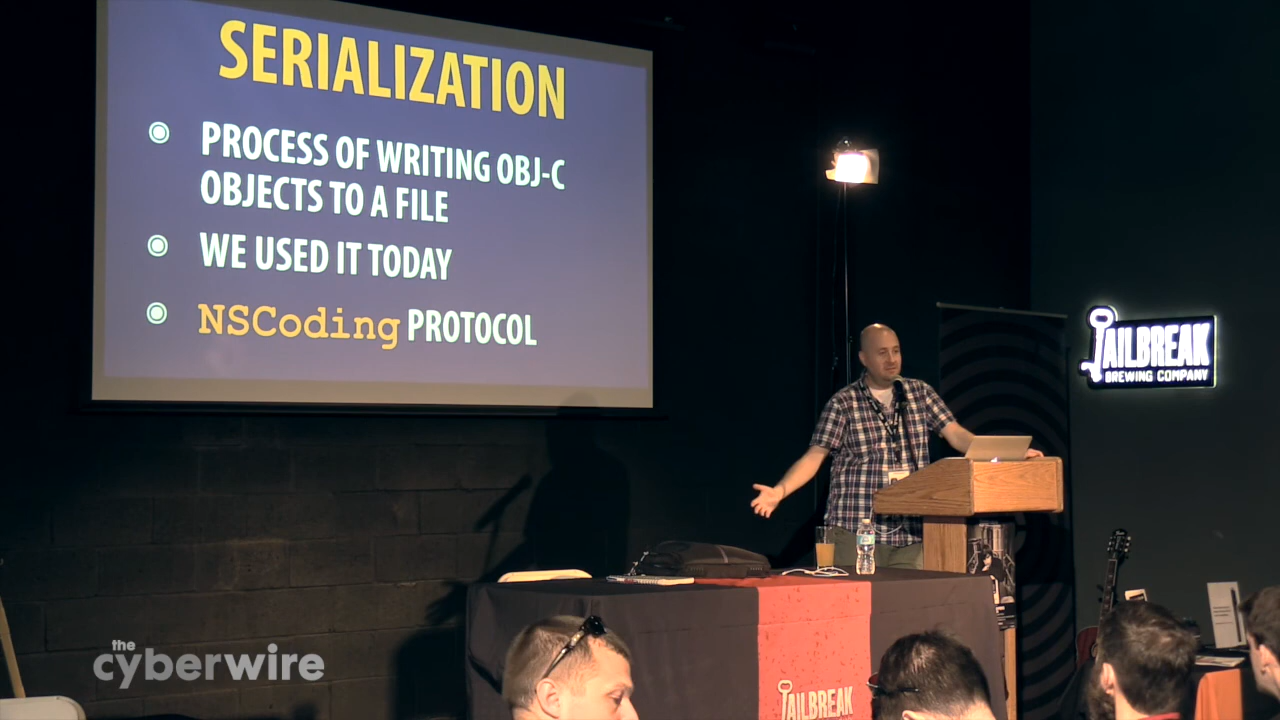 SERIALIZATION
PROCESS OF WRITING OBJ-C
OBJECTS TO A FILE
WE USED IT TODAY
NSCoding PROTOCOL
JAILBREAK
BREWING COMPANY
the
cyberwire
JAILBREAK